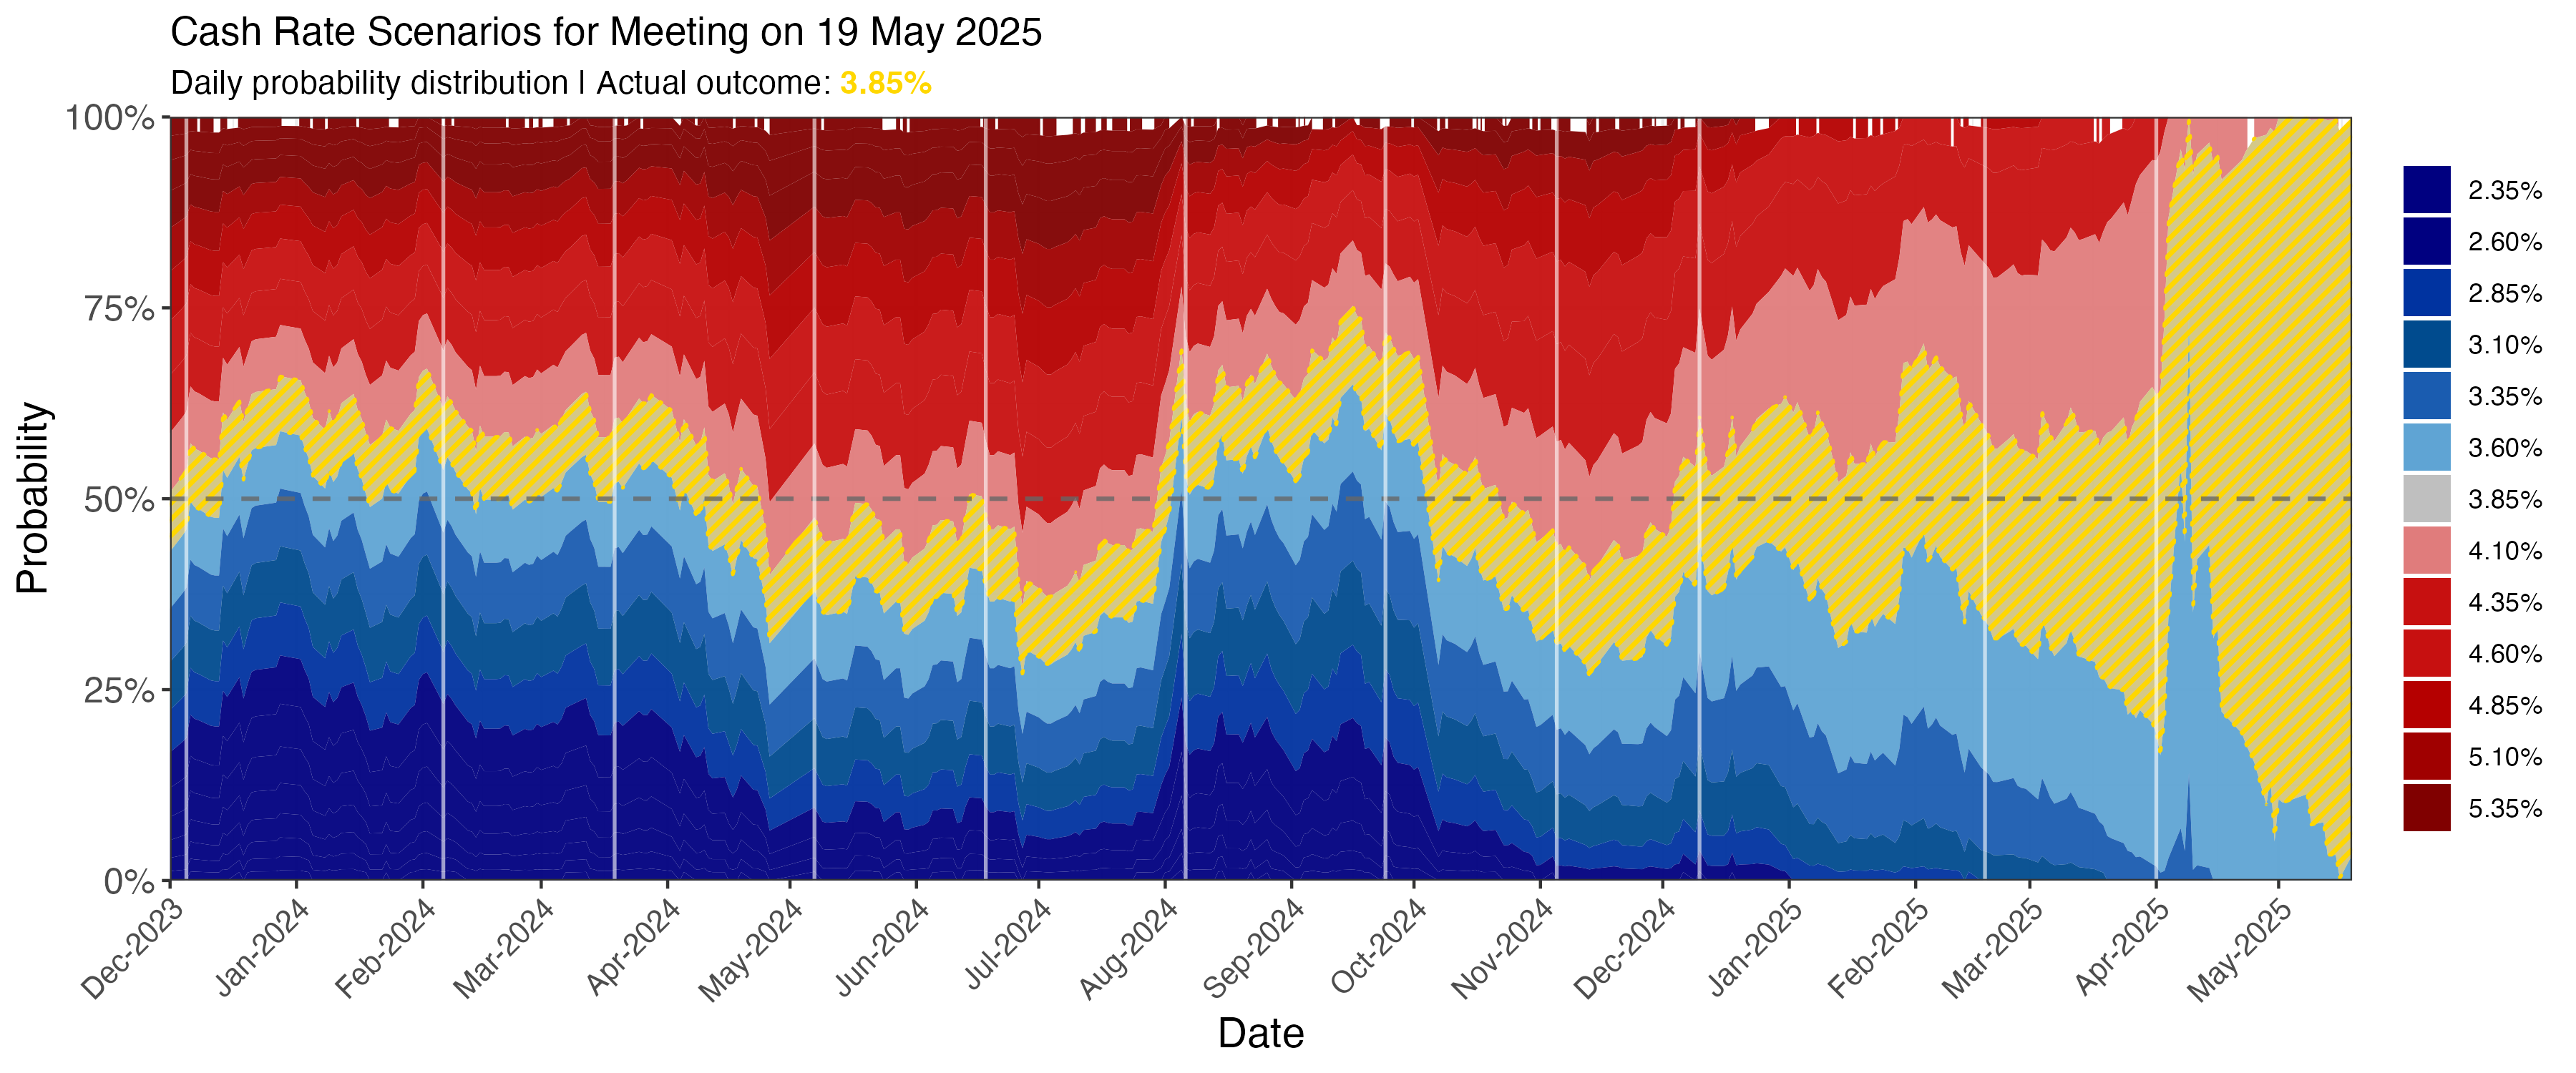 Cash Rate Scenarios for Meeting on 19 May 2025
Daily probability distribution | Actual outcome: 3.85%
Probability
100%
75%
50%
25%
0%
Dec-2023
Jan-2024
Feb-2024
Mar-2024
Apr-2024
May-2024
Jun-2024
Jul-2024
Aug-2024
Sep-2024
Oct-2024
Nov-2024
Dec-2024
Jan-2025
Feb-2025
Mar-2025
Apr-2025
May-2025
Date
2.35%
2.60%
2.85%
3.10%
3.35%
3.60%
3.85%
4.10%
4.35%
4.60%
4.85%
5.10%
5.35%